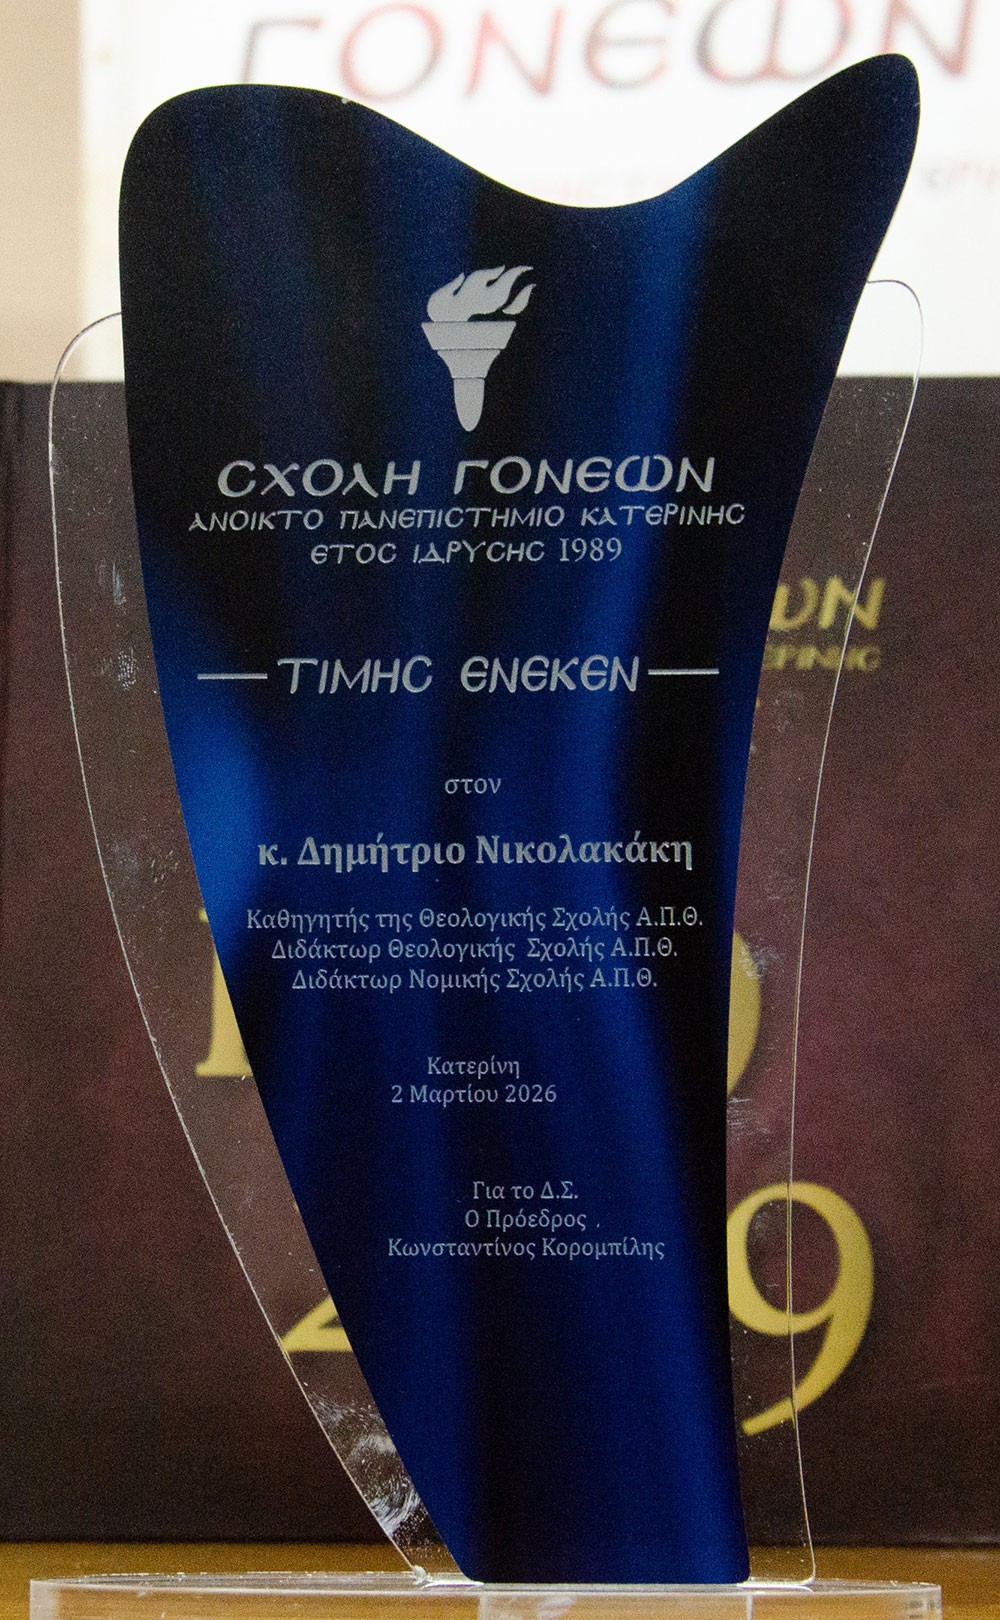 ΓΟΝΕΩΝ
ΣΧΟΛΗ ΓΟΝΕΩΝ
ΑΝΟΙΚΤΟ ΠΑΝΕΠΙΣΤΗΜΙΟ ΚΑΤΕΡΙΝΗΣ
ΕΤΟΣ ΙΔΡΥΣΗΣ 1989
ΤΙΜΗΣ ΕΝΕΚΕΝ
στον
κ. Δημήτριο Νικολακάκη
Καθηγητής της Θεολογικής Σχολής Α.Π.Θ.
Διδάκτωρ Θεολογικής Σχολής Α.Π.Θ.
Διδάκτωρ Νομικής Σχολής Α.Π.Θ.
Κατερίνη
2 Μαρτίου 2026
Για το Δ.Σ.
Ο Πρόεδρος
Κωνσταντίνος Κορομπίλης